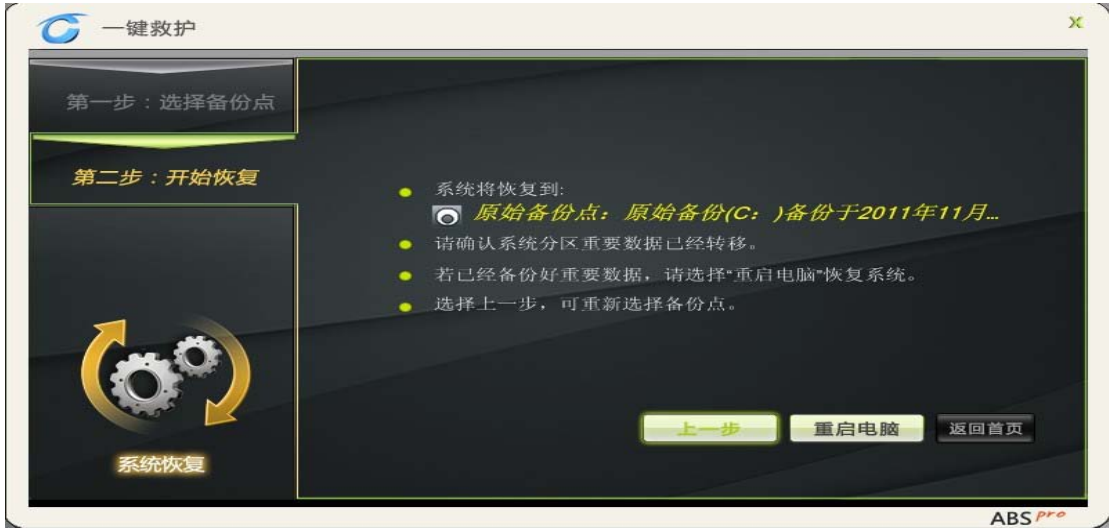 一键救护
第一步：选择备份点
第二步：开始恢复
系统将恢复到:
原始备份点：原始备份(C：)备份于2011年11月...
请确认系统分区重要数据已经转移。
若已经备份好重要数据，请选择"重启电脑"恢复系统。
选择上一步，可重新选择备份点。
上一步
重启电脑
返回首页
系统恢复
ABS Pro